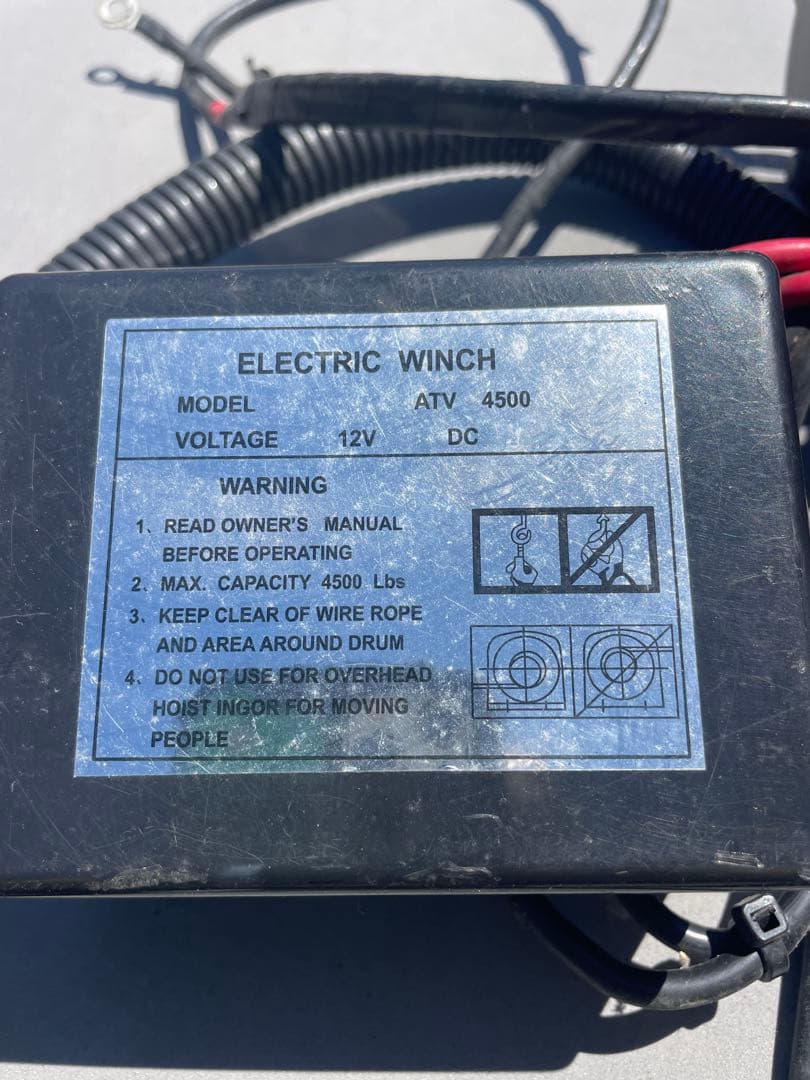 ELECTRIC WINCH
MODEL ATV 4500
VOLTAGE 12V DC
WARNING
1、READ OWNER'S MANUAL
BEFORE OPERATING
2、MAX. CAPACITY 4500 Lbs
3、KEEP CLEAR OF WIRE ROPE
AND AREA AROUND DRUM
4、DO NOT USE FOR OVERHEAD
HOIST INGOR FOR MOVING
PEOPLE